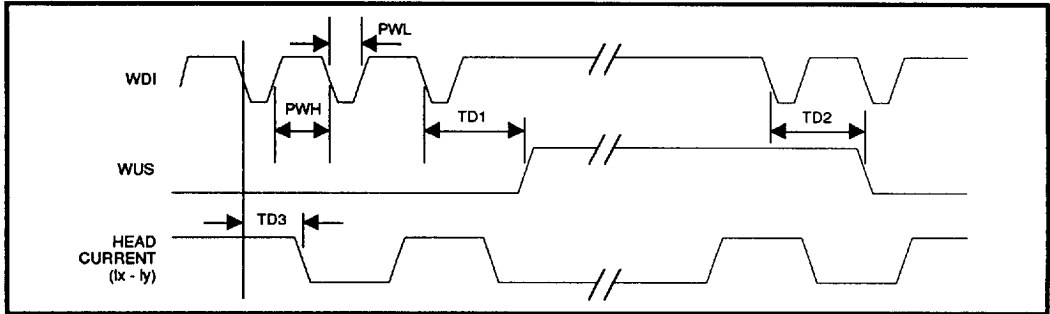 PWL
WDI
PWH
TD1
TD2
WUS
TD3
HEAD
CURRENT
(Ix - Iy)